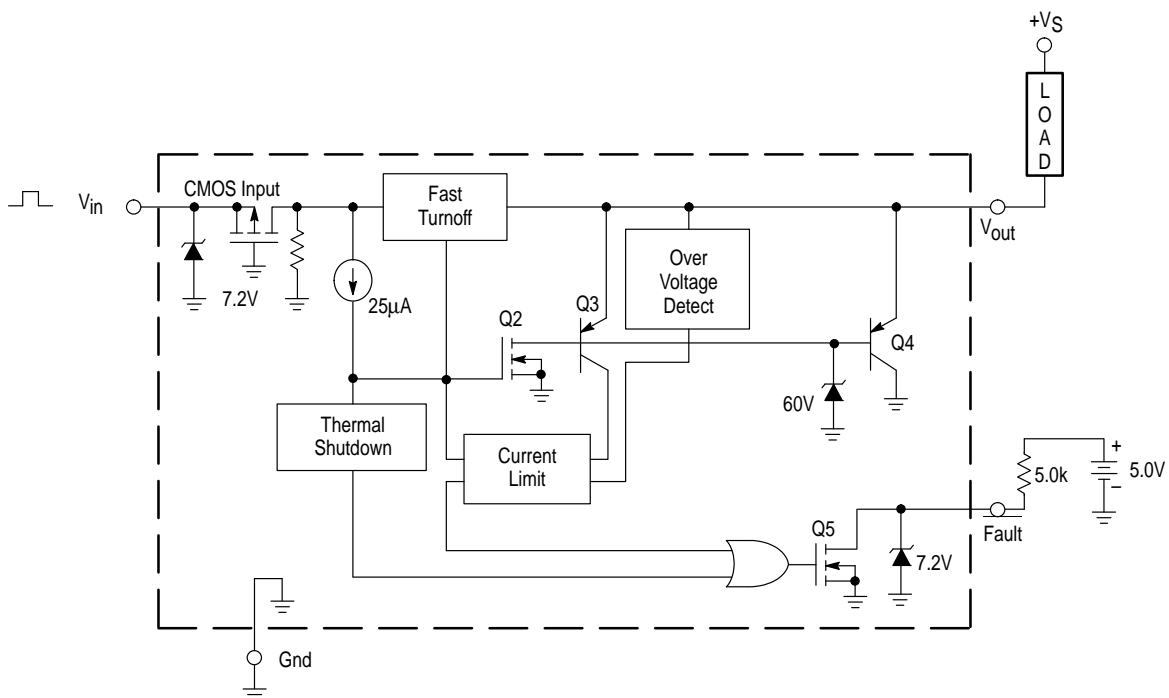 +VS
L
O
A
D
CMOS Input
Vin
Fast
Turnoff
Vout
Over
Voltage
Detect
7.2V
25μA
Q3
Q2
Q4
60V
Thermal
Shutdown
Current
Limit
+
5.0k
5.0V
–
Q5
Fault
7.2V
Gnd